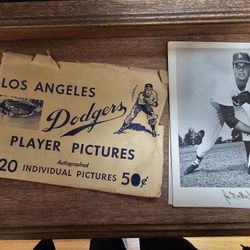 LOS ANGELES
Dodgers
PLAYER PICTURES
Autographed
20 INDIVIDUAL PICTURES 50¢